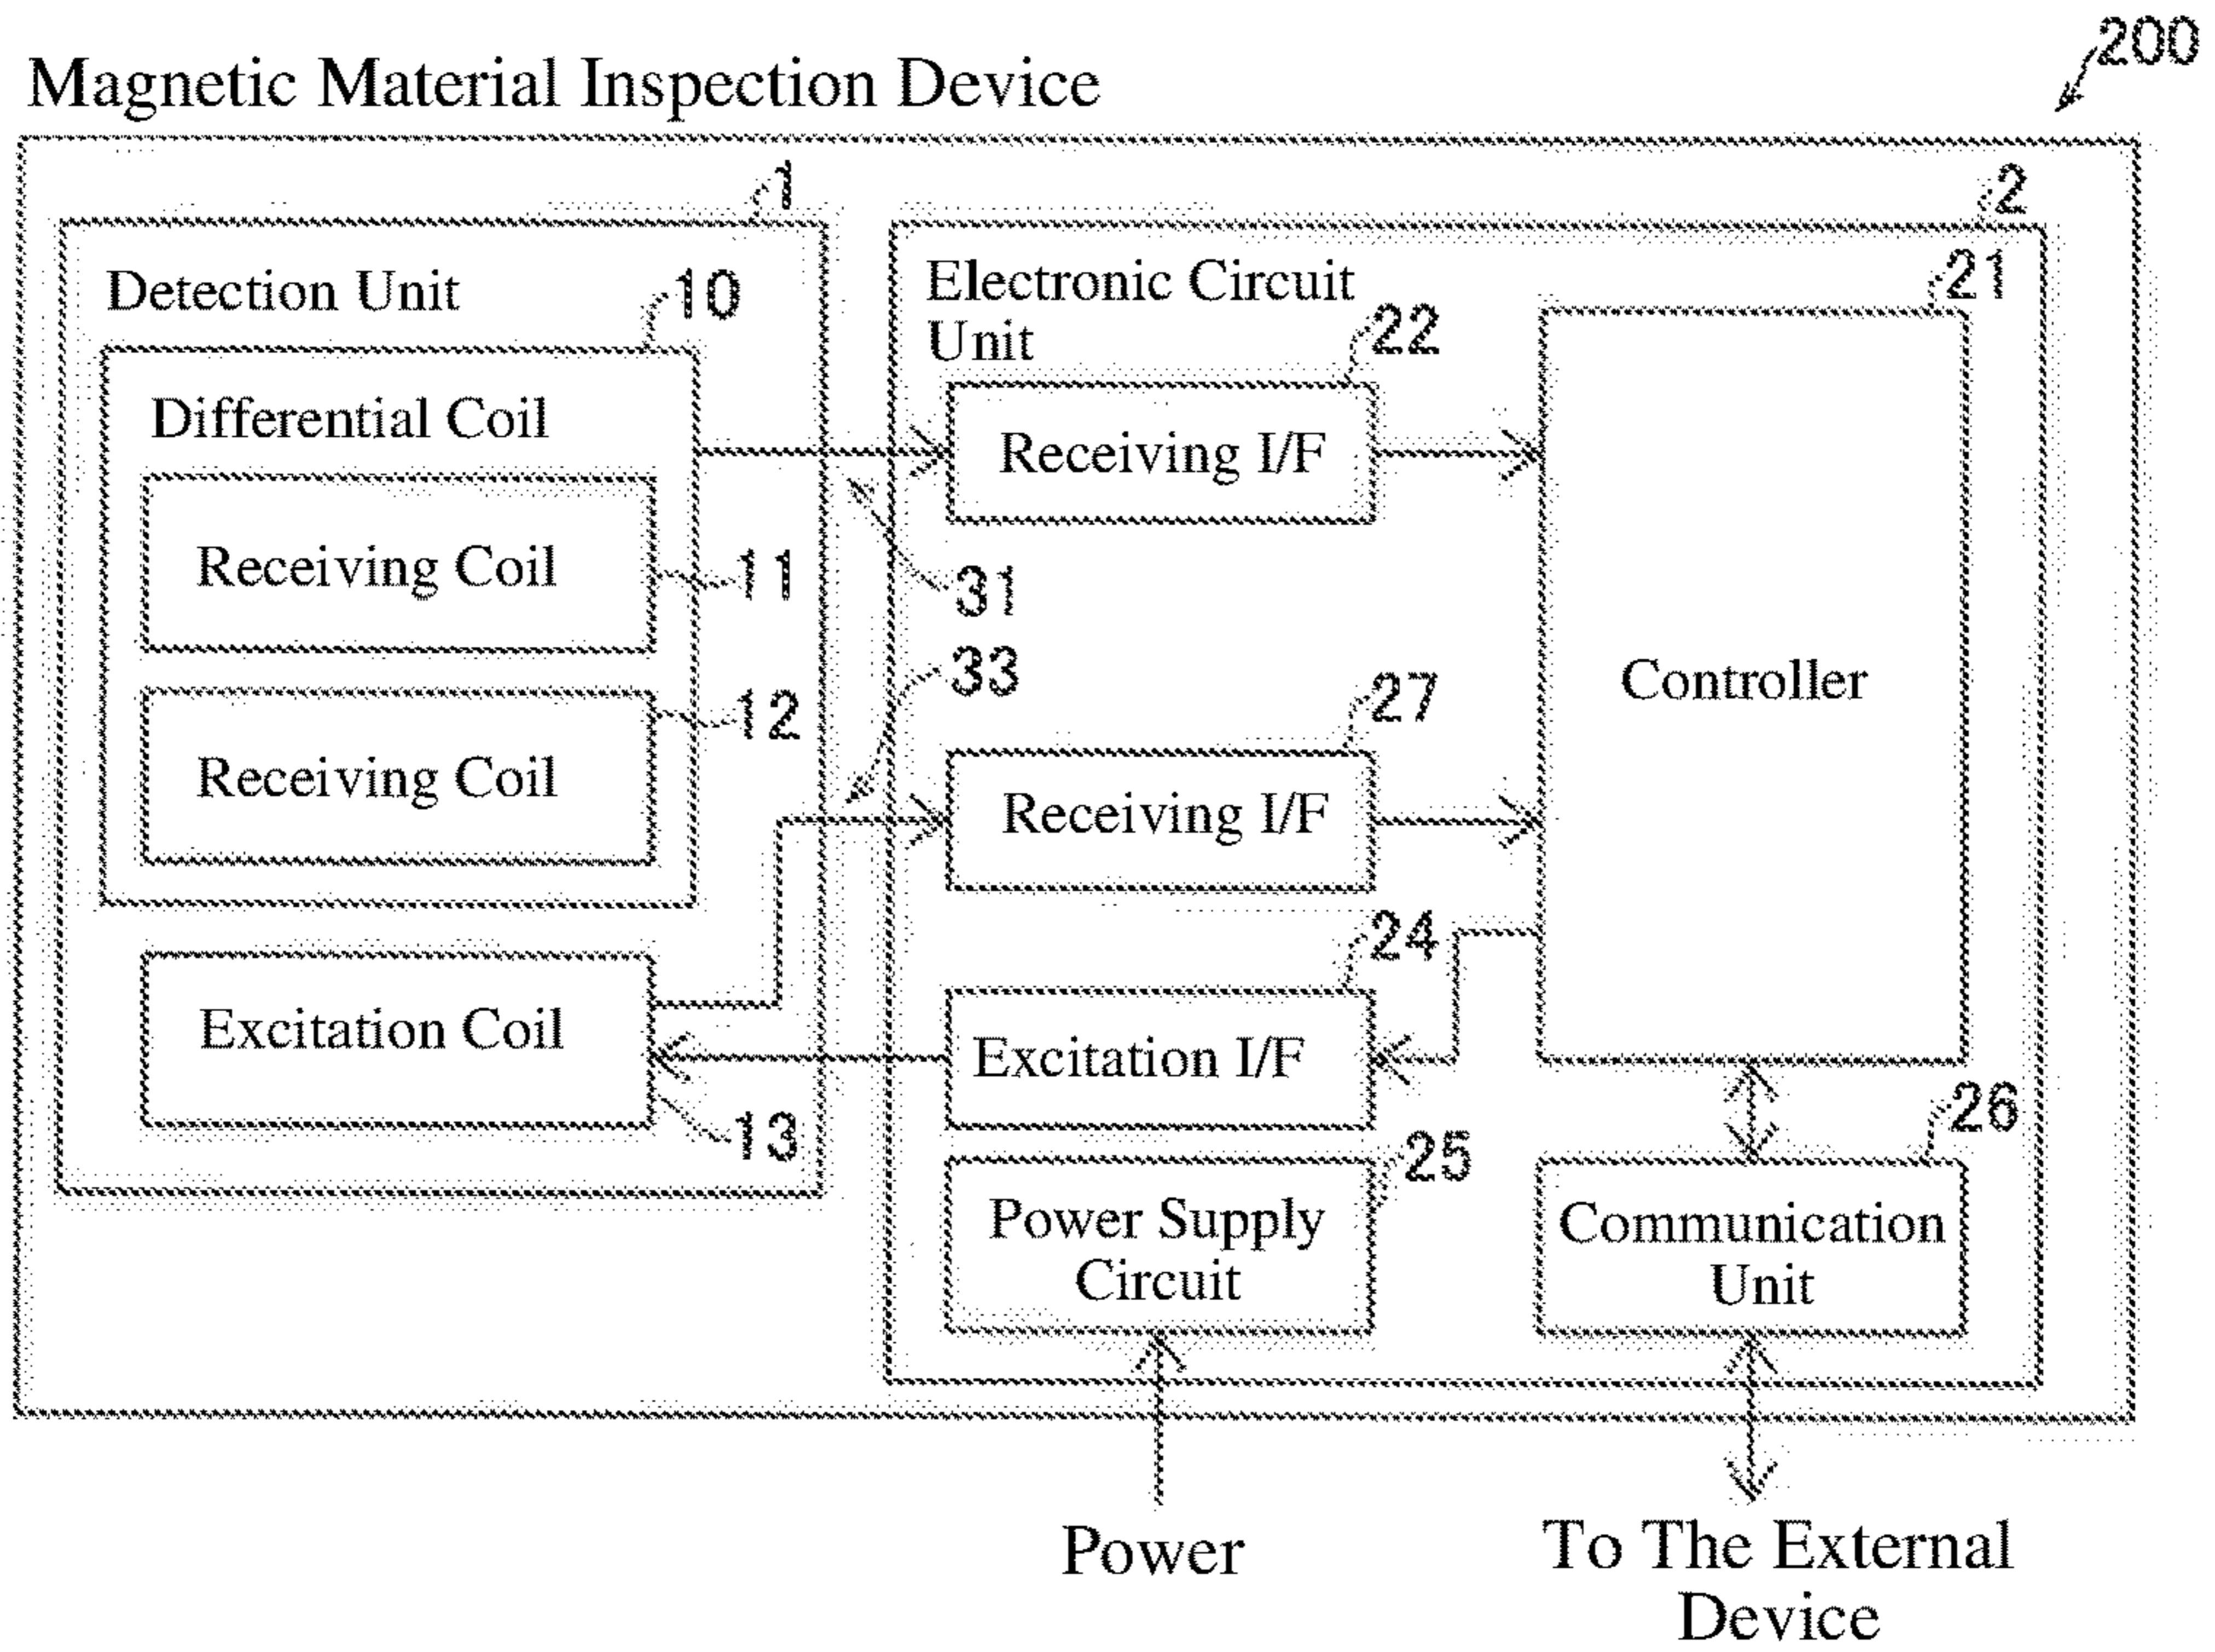 200
Magnetic Material Inspection Device
1
2
Detection Unit
10
Electronic Circuit
Unit
21
22
Differential Coil
Receiving I/F
Receiving Coil
11
31
33
Controller
12
27
Receiving Coil
Receiving I/F
24
Excitation Coil
Excitation I/F
13
25
26
Power Supply
Circuit
Communication
Unit
Power
To The External
Device